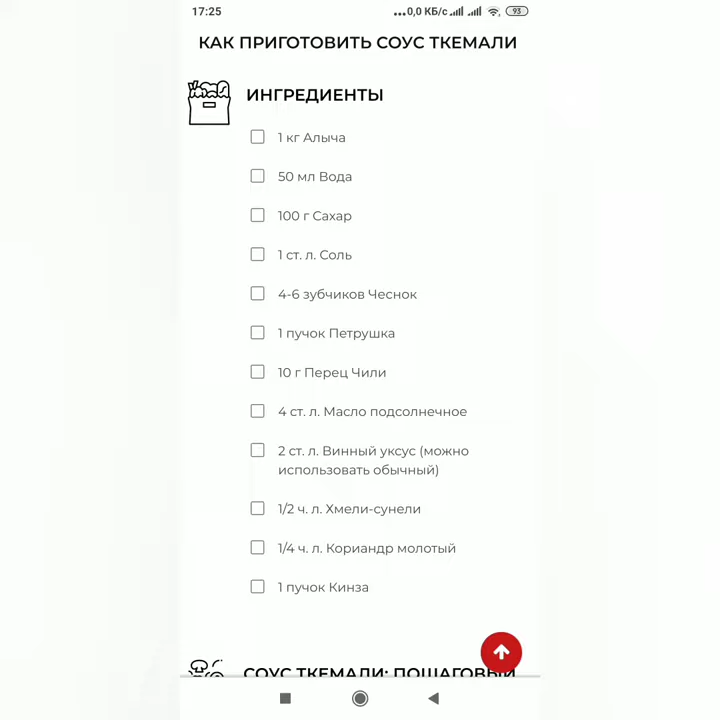 17:25
...0,0 КБ/с
93
КАК ПРИГОТОВИТЬ СОУС ТКЕМАЛИ
ИНГРЕДИЕНТЫ
1 кг Алыча
50 мл Вода
100 г Сахар
1 ст. л. Соль
4-6 зубчиков Чеснок
1 пучок Петрушка
10 г Перец Чили
4 ст. л. Масло подсолнечное
2 ст. л. Винный уксус (можно
использовать обычный)
1/2 ч. л. Хмели-сунели
1/4 ч. л. Кориандр молотый
1 пучок Кинза
СОУС ТКЕМАЛИ: ПОШАГОВЫЙ